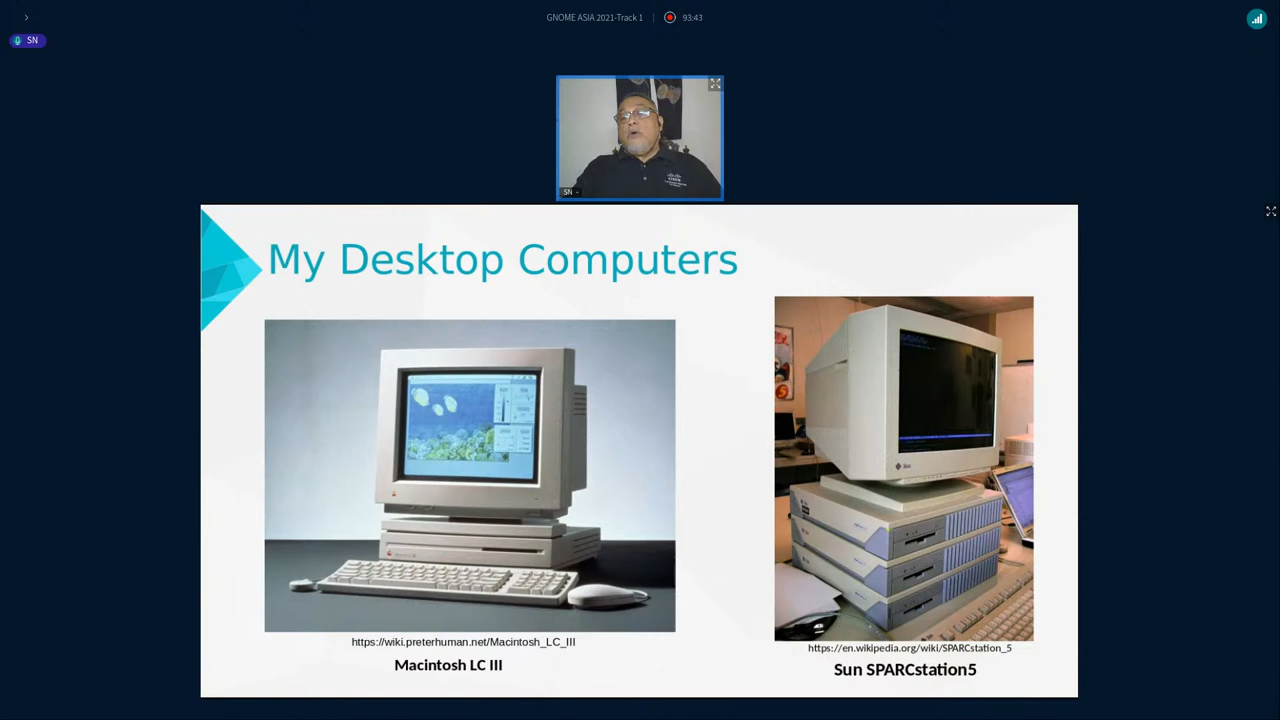 GNOME ASIA 2021-Track 1
93:43
SN
SN
My Desktop Computers
https://wiki.preterhuman.net/Macintosh_LC_III
Macintosh LC III
https://en.wikipedia.org/wiki/SPARCstation_5
Sun SPARCstation5